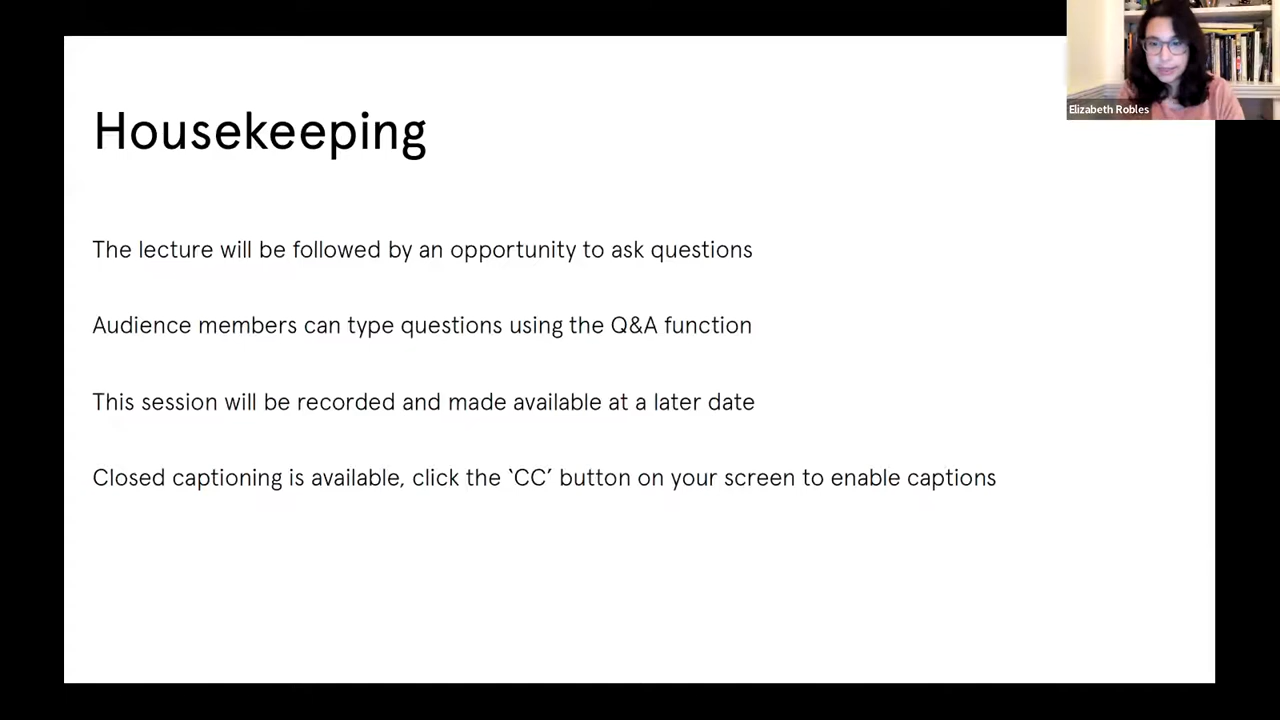 Elizabeth Robles
Housekeeping
The lecture will be followed by an opportunity to ask questions
Audience members can type questions using the Q&A function
This session will be recorded and made available at a later date
Closed captioning is available, click the ‘CC’ button on your screen to enable captions